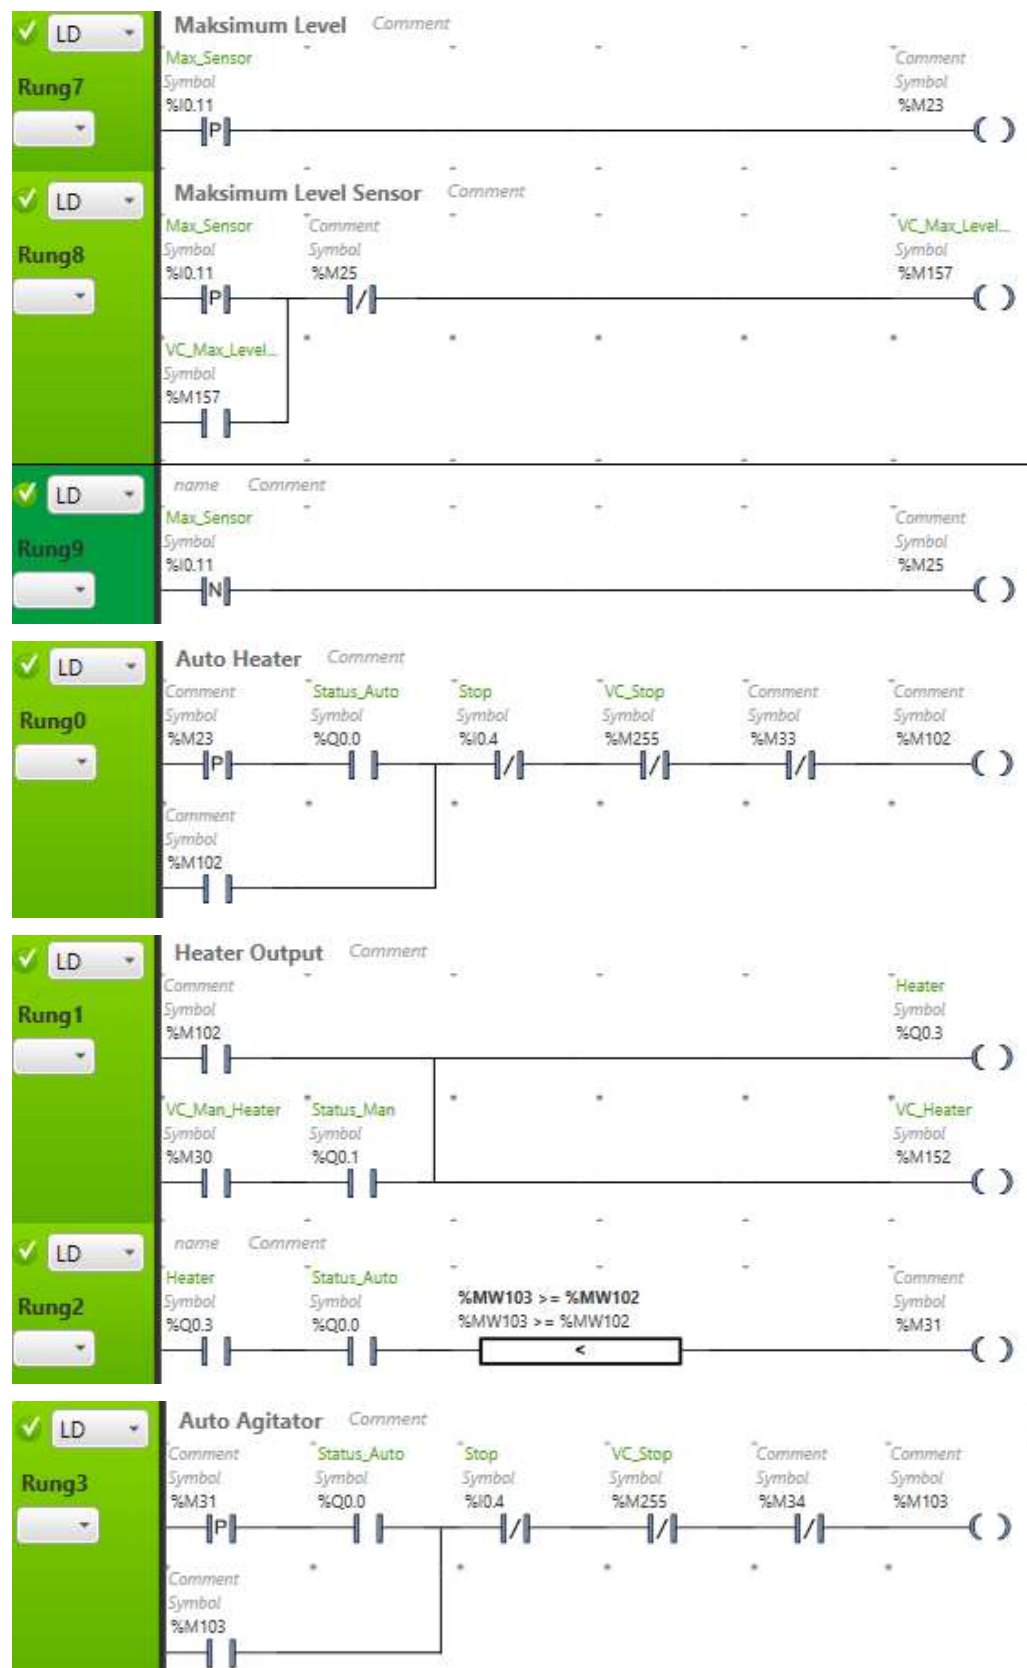 LD
Maksimum Level Comment
Max_Sensor Comment
Rung7
Symbol Symbol
%I0.11 %M23
P
LD
Maksimum Level Sensor Comment
Max_Sensor Comment VC_Max_Level...
Rung8
Symbol Symbol Symbol
%I0.11 %M25 %M157
P /
VC_Max_Level...
Symbol
%M157
LD
name Comment
Max_Sensor Comment
Rung9
Symbol Symbol
%I0.11 %M25
N
LD
Auto Heater Comment
Comment Status_Auto Stop VC_Stop Comment Comment
Rung0
Symbol Symbol Symbol Symbol Symbol Symbol
%M23 %Q0.0 %I0.4 %M255 %M33 %M102
P / / /
Comment
Symbol
%M102
LD
Heater Output Comment
Comment Heater
Rung1
Symbol Symbol
%M102 %Q0.3
VC_Man_Heater Status_Man VC_Heater
Symbol Symbol Symbol
%M30 %Q0.1 %M152
LD
name Comment
Heater Status_Auto Comment
Rung2
Symbol Symbol %MW103 >= %MW102 Symbol
%Q0.3 %Q0.0 %MW103 >= %MW102 %M31
<
LD
Auto Agitator Comment
Comment Status_Auto Stop VC_Stop Comment Comment
Rung3
Symbol Symbol Symbol Symbol Symbol Symbol
%M31 %Q0.0 %I0.4 %M255 %M34 %M103
P / / /
Comment
Symbol
%M103